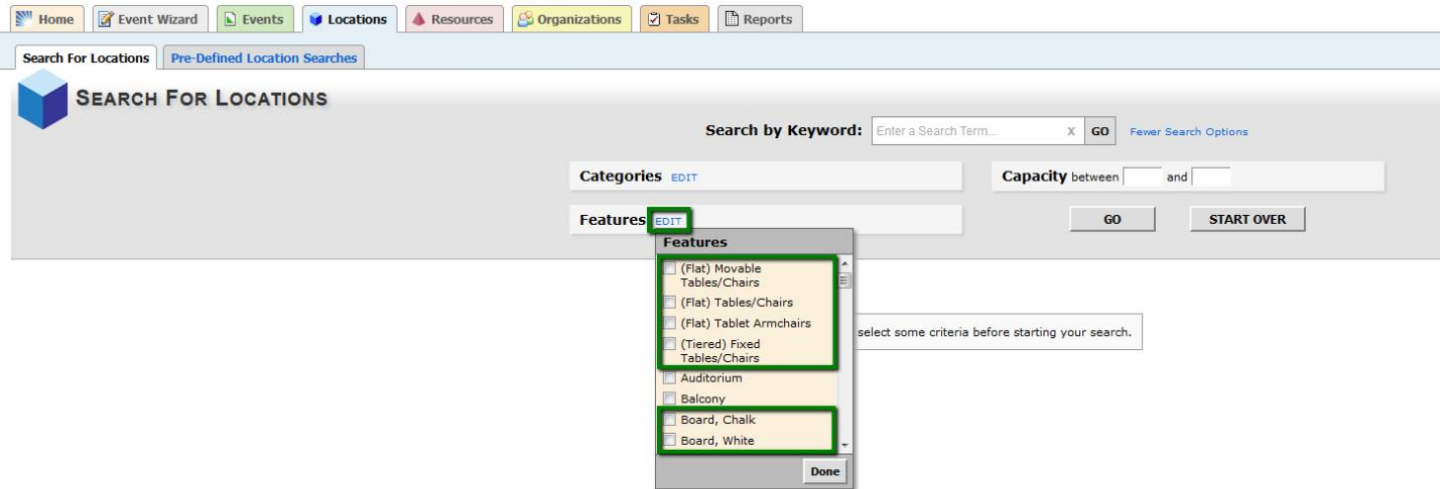 Home Event Wizard Events Locations Resources Organizations Tasks Reports
Search For Locations Pre-Defined Location Searches
SEARCH FOR LOCATIONS
Search by Keyword: Enter a Search Term... X GO Fewer Search Options
Categories EDIT Capacity between and
Features EDIT GO START OVER
Features
(Flat) Movable
Tables/Chairs
(Flat) Tables/Chairs
(Flat) Tablet Armchairs
select some criteria before starting your search.
(Tiered) Fixed
Tables/Chairs
Auditorium
Balcony
Board, Chalk
Board, White
Done